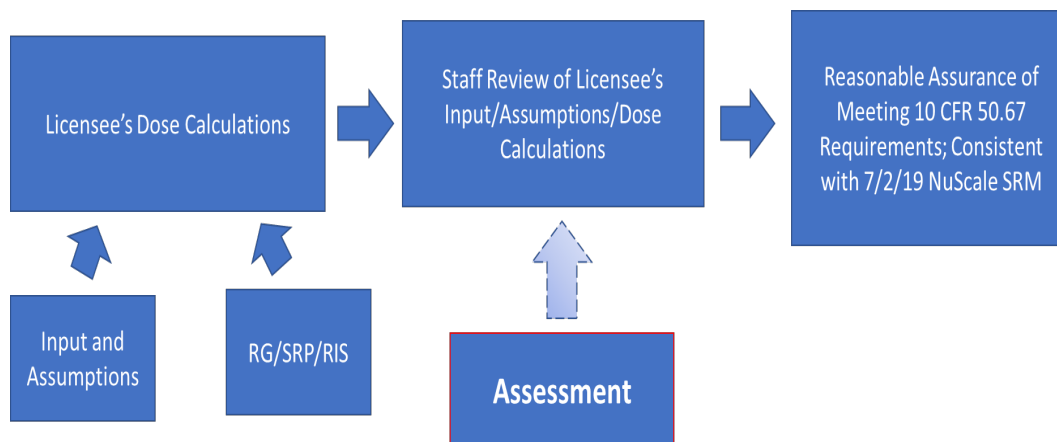 Licensee's Dose Calculations
Staff Review of Licensee's
Input/Assumptions/Dose
Calculations
Reasonable Assurance of
Meeting 10 CFR 50.67
Requirements; Consistent
with 7/2/19 NuScale SRM
Input and
Assumptions
RG/SRP/RIS
Assessment